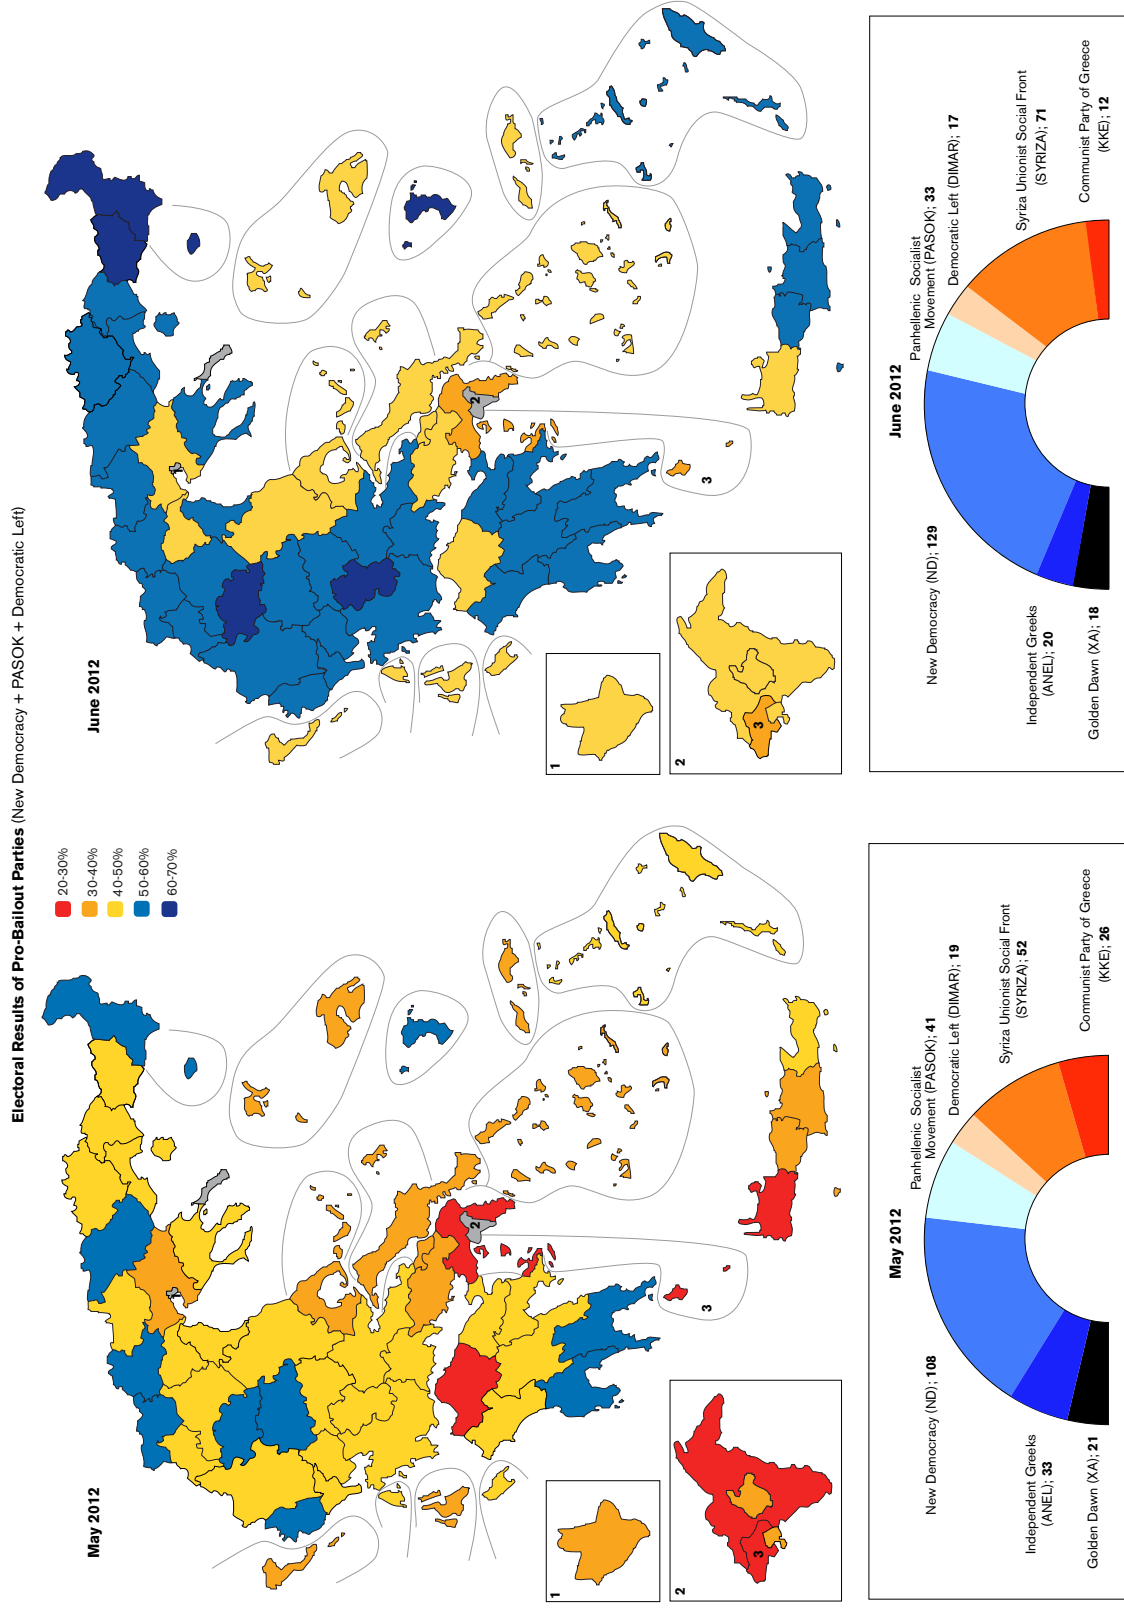 Electoral Results of Pro-Bailout Parties (New Democracy + PASOK + Democratic Left)
May 2012
20-30%
30-40%
40-50%
50-60%
60-70%
June 2012
1
2
3
1
2
3
1
2
3
1
2
3
May 2012
New Democracy (ND); 108
Panhellenic Socialist
Movement (PASOK); 41
Democratic Left (DIMAR); 19
Independent Greeks
(ANEL); 33
Syriza Unionist Social Front
(SYRIZA); 52
Golden Dawn (XA); 21
Communist Party of Greece
(KKE); 26
June 2012
New Democracy (ND); 129
Panhellenic Socialist
Movement (PASOK); 33
Democratic Left (DIMAR); 17
Independent Greeks
(ANEL); 20
Syriza Unionist Social Front
(SYRIZA); 71
Golden Dawn (XA); 18
Communist Party of Greece
(KKE); 12